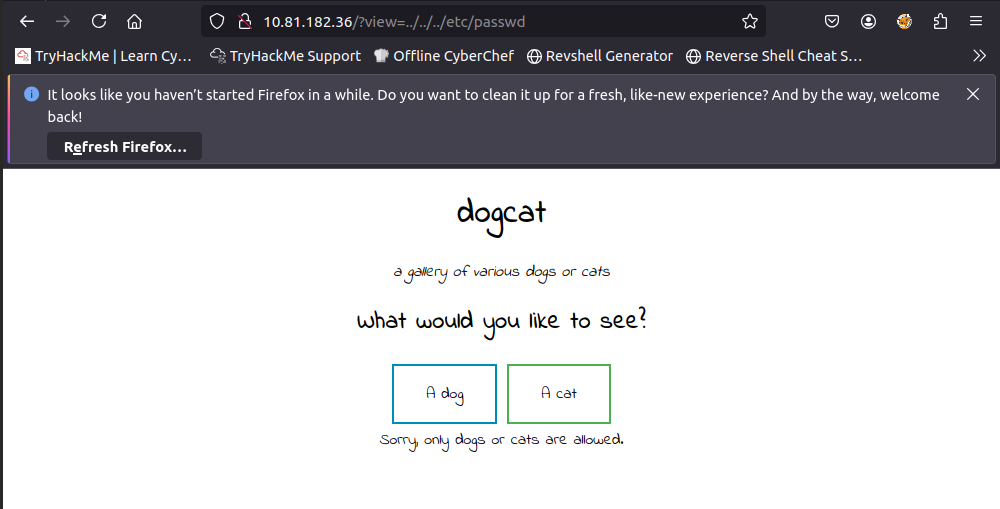 10.81.182.36/?view=../../../etc/passwd
TryHackMe | Learn Cy… TryHackMe Support Offline CyberChef Revshell Generator Reverse Shell Cheat S…
It looks like you haven’t started Firefox in a while. Do you want to clean it up for a fresh, like-new experience? And by the way, welcome
back!
Refresh Firefox…
dogcat
a gallery of various dogs or cats
What would you like to see?
A dog A cat
Sorry, only dogs or cats are allowed.